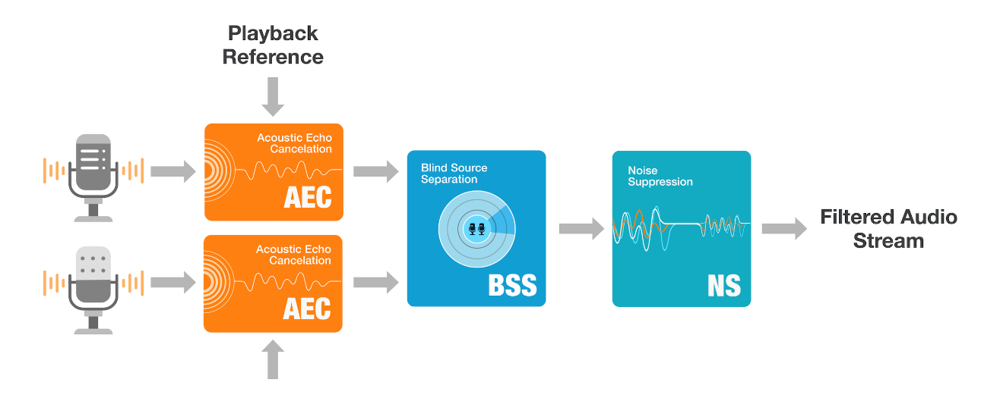 Playback
Reference
Acoustic Echo
Cancelation
AEC
Acoustic Echo
Cancelation
AEC
Blind Source
Separation
BSS
Noise
Suppression
NS
Filtered Audio
Stream